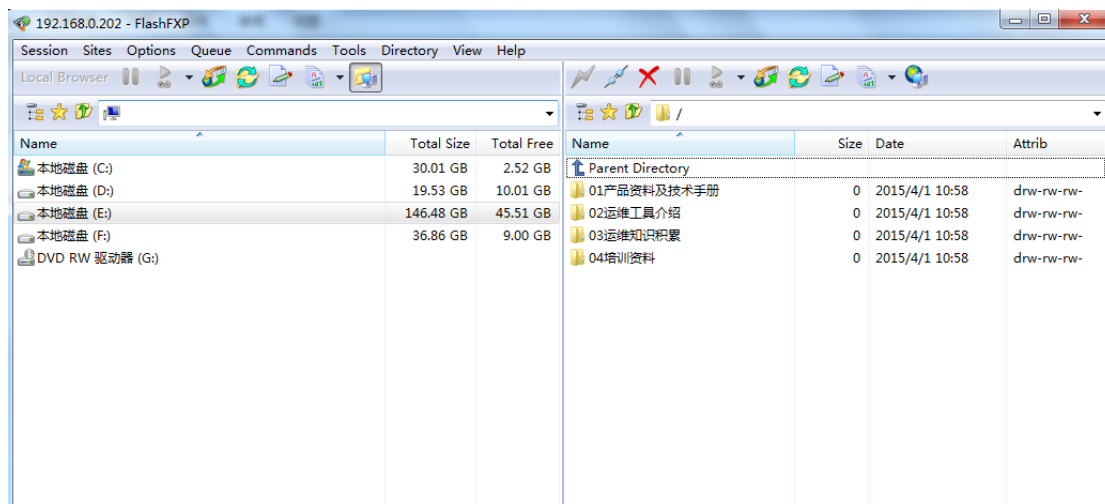 192.168.0.202 - FlashFXP
Session Sites Options Queue Commands Tools Directory View Help
Local Browser
/
Name Total Size Total Free
本地磁盘 (C:) 30.01 GB 2.52 GB
本地磁盘 (D:) 19.53 GB 10.01 GB
本地磁盘 (E:) 146.48 GB 45.51 GB
本地磁盘 (F:) 36.86 GB 9.00 GB
DVD RW 驱动器 (G:)
Name Size Date Attrib
Parent Directory
01产品资料及技术手册 0 2015/4/1 10:58 drw-rw-rw-
02运维工具介绍 0 2015/4/1 10:58 drw-rw-rw-
03运维知识积累 0 2015/4/1 10:58 drw-rw-rw-
04培训资料 0 2015/4/1 10:58 drw-rw-rw-